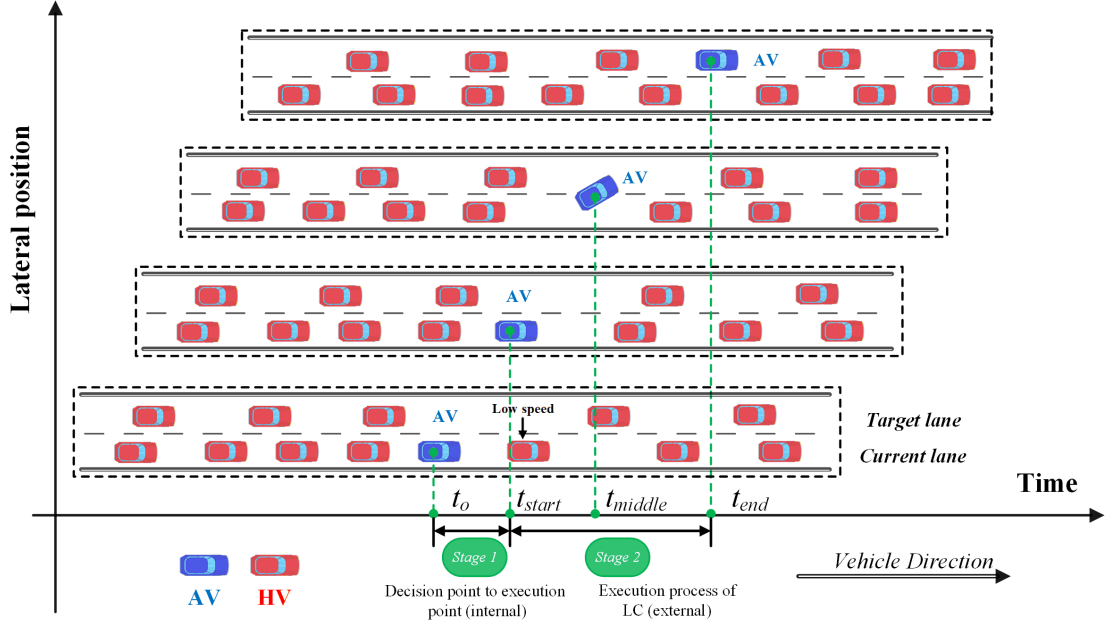 Lateral position
AV
AV
AV
AV
Low speed
Target lane
Current lane
Time
t_o
t_start
t_middle
t_end
Stage 1
Stage 2
Decision point to execution
point (internal)
Execution process of
LC (external)
Vehicle Direction
AV
HV